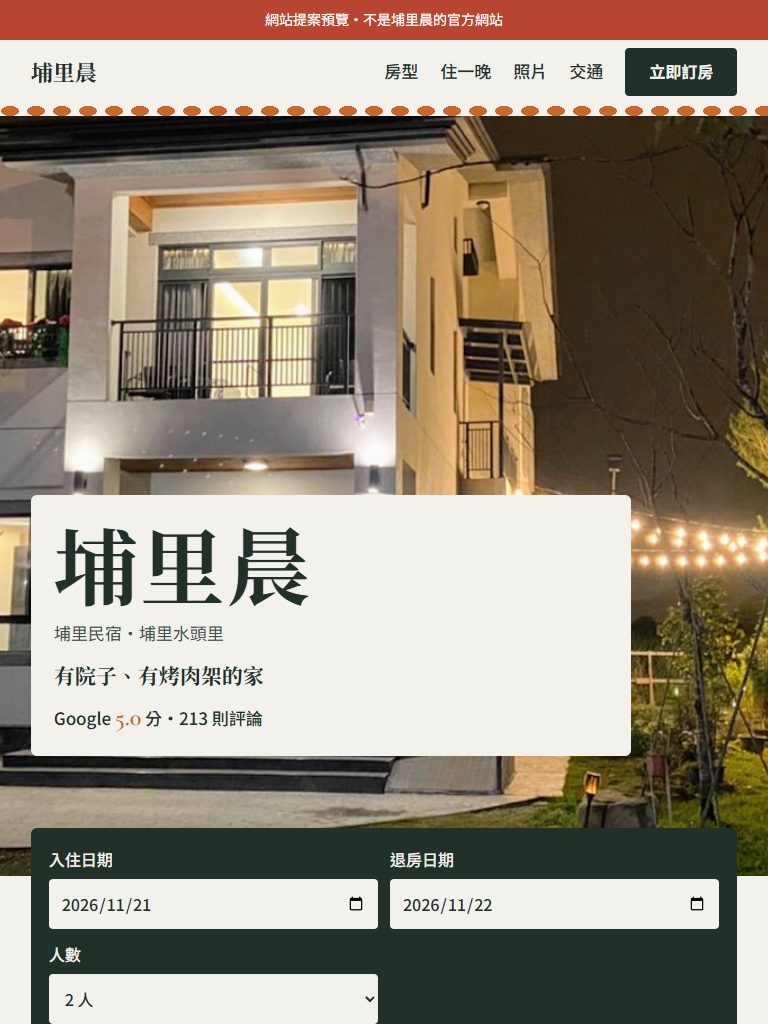 網站提案預覽・不是埔里晨的官方網站
埔里晨
房型 住一晚 照片 交通 立即訂房
埔里晨
埔里民宿・埔里水頭里
有院子、有烤肉架的家
Google 5.0 分・213 則評論
入住日期 退房日期
2026/11/21 2026/11/22
人數
2 人